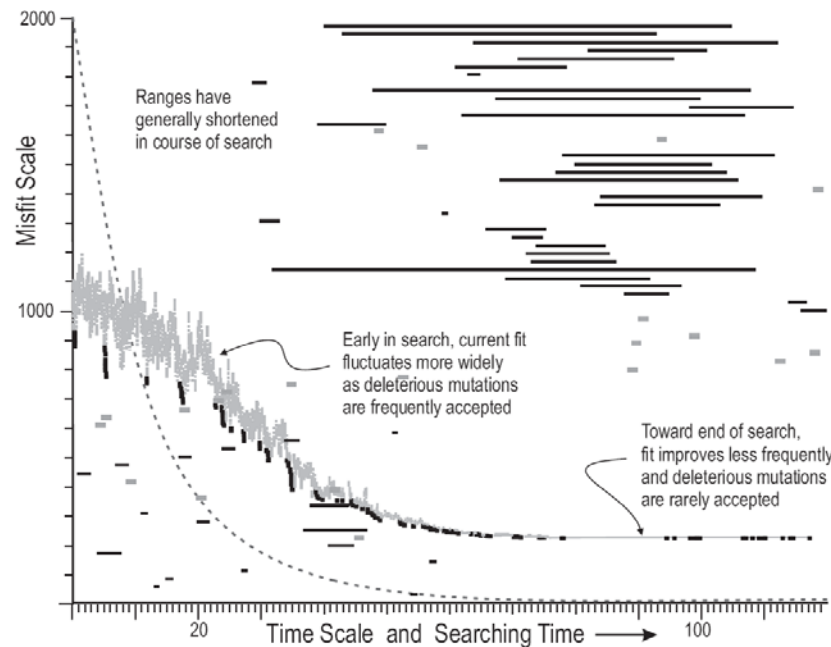 2000
Ranges have
generally shortened
in course of search
Misfit Scale
1000
Early in search, current fit
fluctuates more widely
as deleterious mutations
are frequently accepted
Toward end of search,
fit improves less frequently
and deleterious mutations
are rarely accepted
20
100
Time Scale and Searching Time